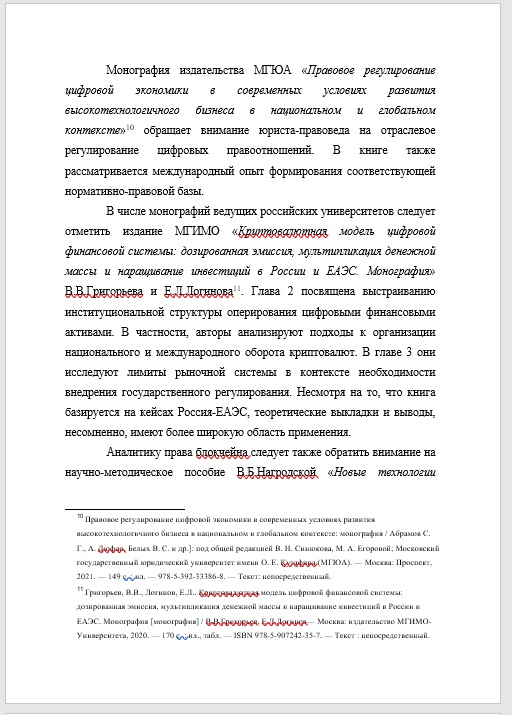 Монография издательства МГЮА «Правовое регулирование
цифровой экономики в современных условиях развития
высокотехнологичного бизнеса в национальном и глобальном
контексте»10 обращает внимание юриста-правоведа на отраслевое
регулирование цифровых правоотношений. В книге также
рассматривается международный опыт формирования соответствующей
нормативно-правовой базы.
В числе монографий ведущих российских университетов следует
отметить издание МГИМО «Криптовалютная модель цифровой
финансовой системы: дозированная эмиссия, мультипликация денежной
массы и наращивание инвестиций в России и ЕАЭС. Монография»
В.В.Григорьева и Е.Л.Логинова11. Глава 2 посвящена выстраиванию
институциональной структуры оперирования цифровыми финансовыми
активами. В частности, авторы анализируют подходы к организации
национального и международного оборота криптовалют. В главе 3 они
исследуют лимиты рыночной системы в контексте необходимости
внедрения государственного регулирования. Несмотря на то, что книга
базируется на кейсах Россия-ЕАЭС, теоретические выкладки и выводы,
несомненно, имеют более широкую область применения.
Аналитику права блокчейна следует также обратить внимание на
научно-методическое пособие В.Б.Нагродской «Новые технологии
10 Правовое регулирование цифровой экономики в современных условиях развития
высокотехнологичного бизнеса в национальном и глобальном контексте: монография / Абрамов С.
Г., А. Белых В. С. и др.]: под общей редакцией В. Н. Синюкова, М. А. Егоровой; Московский
государственный юридический университет имени О. Е. Кутафина (МГЮА). — Москва: Проспект,
2021. — 149 с.: ил. — 978-5-392-33386-8. — Текст: непосредственный.
11 Григорьев, В.В., Логинов, Е.Л.. Криптовалютная модель цифровой финансовой системы:
дозированная эмиссия, мультипликация денежной массы и наращивание инвестиций в России и
ЕАЭС. Монография [монография] / В.В.Григорьев, Е.Л.Логинов — Москва: издательство МГИМО-
Университета, 2020. — 170 с.: ил., табл. — ISBN 978-5-907242-35-7. — Текст : непосредственный.